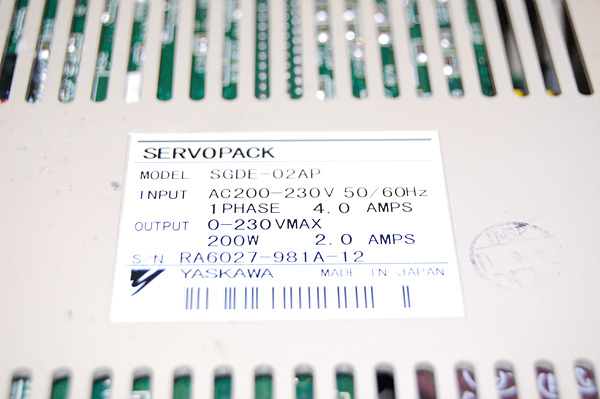 SERVOPACK
MODEL SGDE-02AP
INPUT AC200-230V 50/60Hz
1PHASE 4.0 AMPS
OUTPUT 0-230VMAX
200W 2.0 AMPS
S/N RA6027-981A-12
YASKAWA MADE IN JAPAN